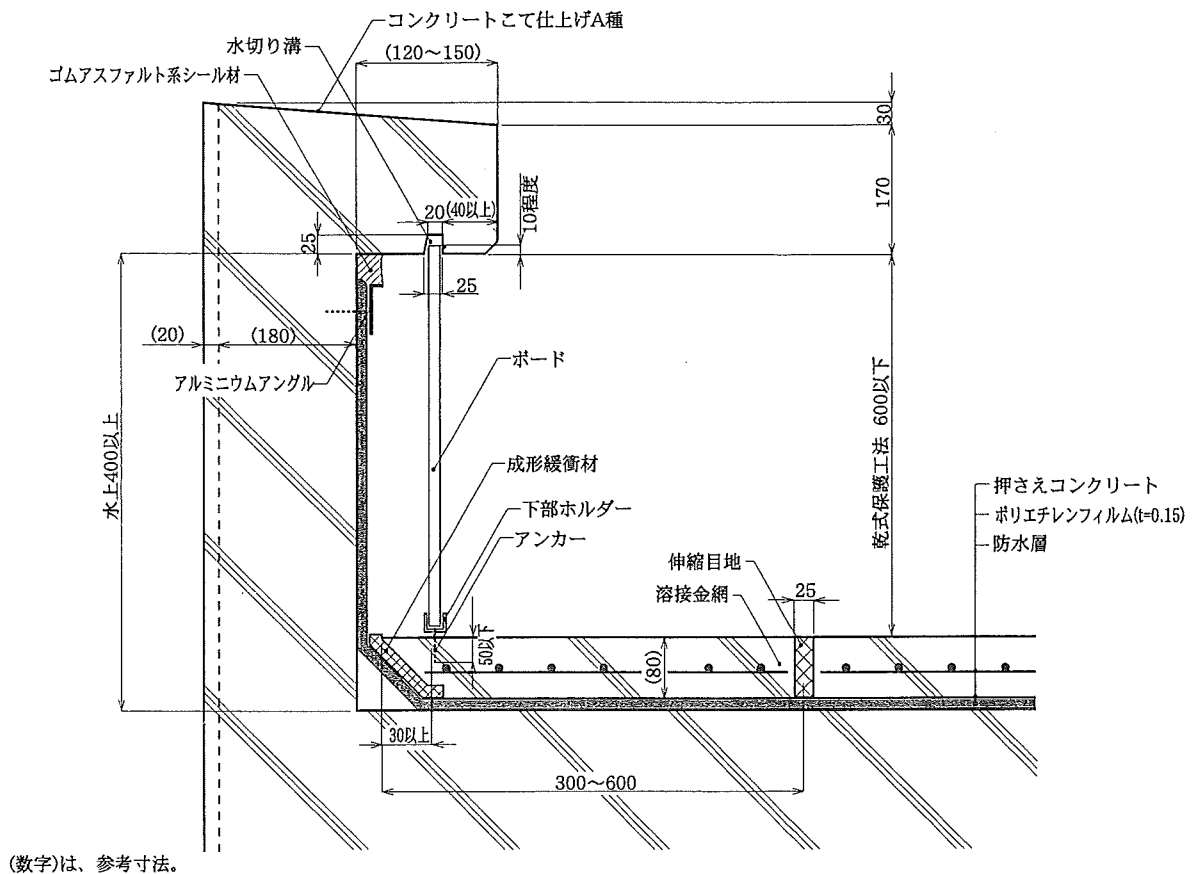 コンクリートこて仕上げA種
水切り溝
(120～150)
ゴムアスファルト系シール材
30
170
10程度
20
(40以上)
25
25
(20)
(180)
アルミニウムアングル
ボード
水上400以上
乾式保護工法 600以下
成形緩衝材
押さえコンクリート
下部ホルダー
ポリエチレンフィルム(t=0.15)
アンカー
防水層
伸縮目地
溶接金網
25
50以下
(80)
30以上
300～600
(数字)は、参考寸法。